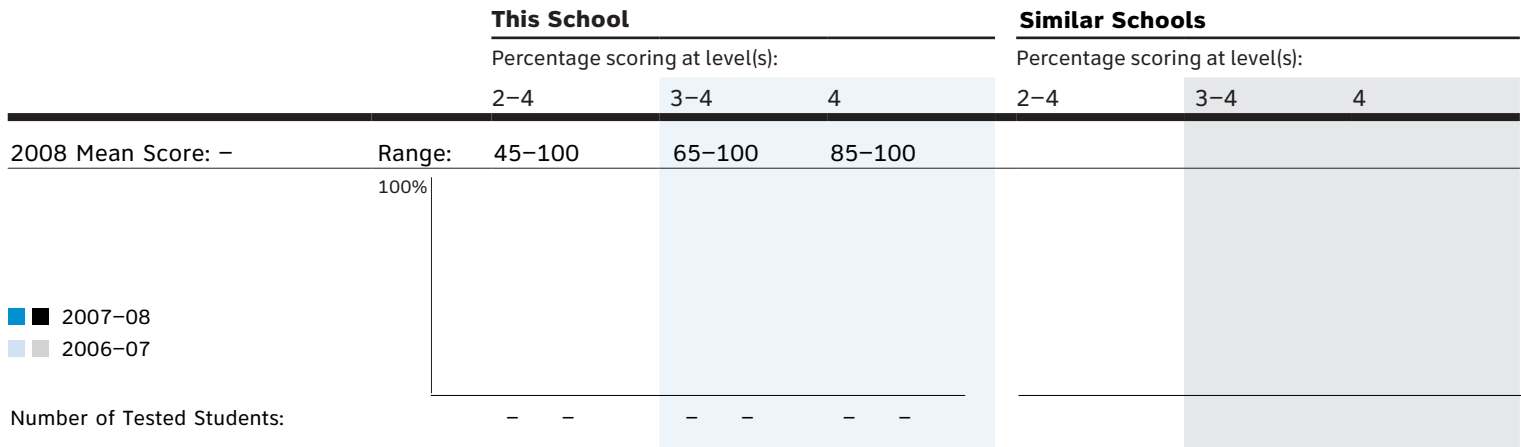 This School Similar Schools
Percentage scoring at level(s): Percentage scoring at level(s):
2–4 3–4 4 2–4 3–4 4
2008 Mean Score: – Range: 45–100 65–100 85–100
100%
2007–08
2006–07
Number of Tested Students: – – – – – –